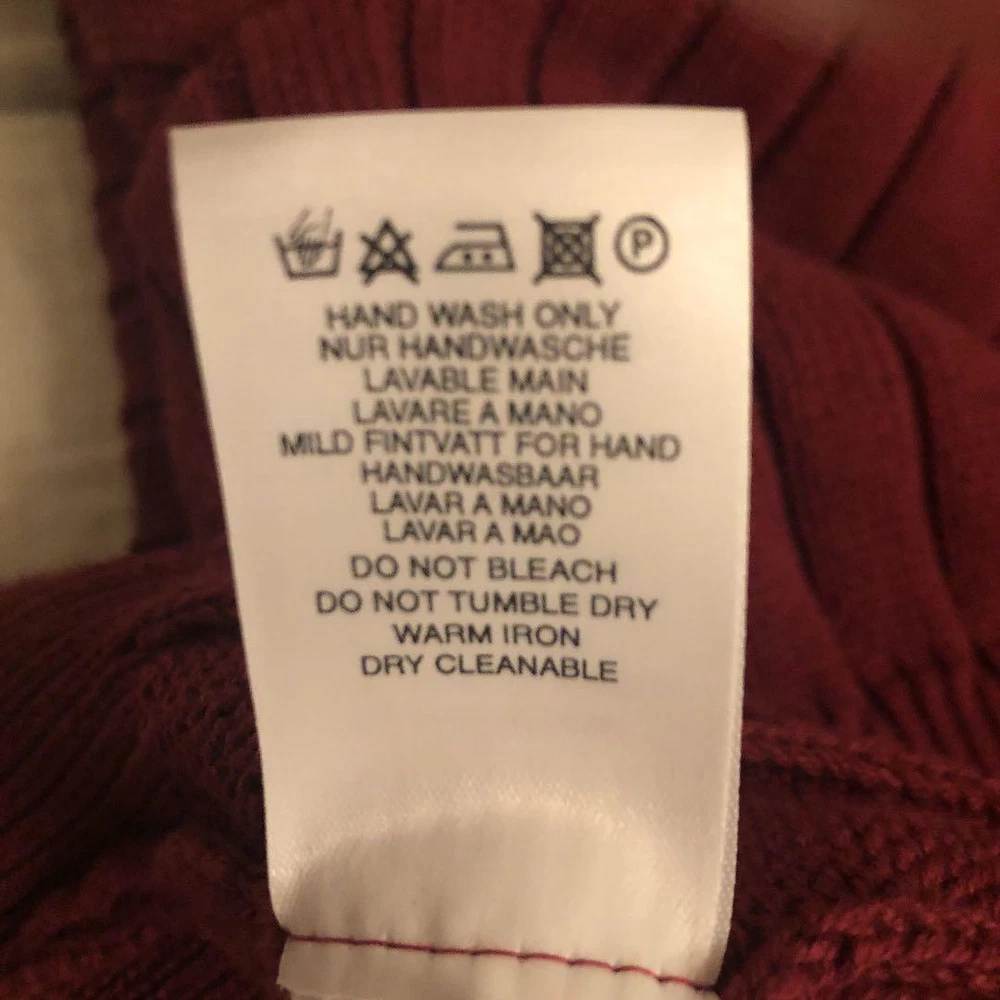 P
HAND WASH ONLY
NUR HANDWASCHE
LAVABLE MAIN
LAVARE A MANO
MILD FINTVATT FOR HAND
HANDWASBAAR
LAVAR A MANO
LAVAR A MAO
DO NOT BLEACH
DO NOT TUMBLE DRY
WARM IRON
DRY CLEANABLE